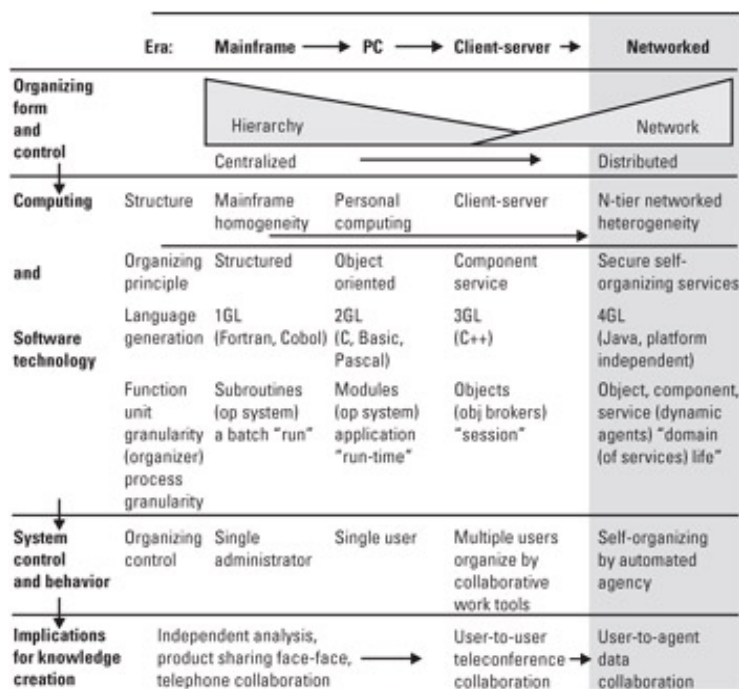 Era: Mainframe PC Client-server Networked
Organizing
form
and
control
Hierarchy Network
Centralized Distributed
Computing Structure Mainframe Personal Client-server N-tier networked
homogeneity computing heterogeneity
and Organizing Structured Object Component Secure self-
principle oriented service organizing services
Language 1GL 2GL 3GL 4GL
Software generation (Fortran, Cobol) (C, Basic, (C++) (Java, platform
technology Pascal) independent)
Function Subroutines Modules Objects Object, component,
unit (op system) (op system) (obj brokers) service (dynamic
granularity a batch “run” application “session” agents) “domain
(organizer) “run-time” (of services) life”
process
granularity
System Organizing Single Single user Multiple users Self-organizing
control control administrator organize by by automated
and behavior collaborative agency
work tools
Implications Independent analysis, User-to-user User-to-agent
for knowledge product sharing face-face, teleconference data
creation telephone collaboration collaboration collaboration